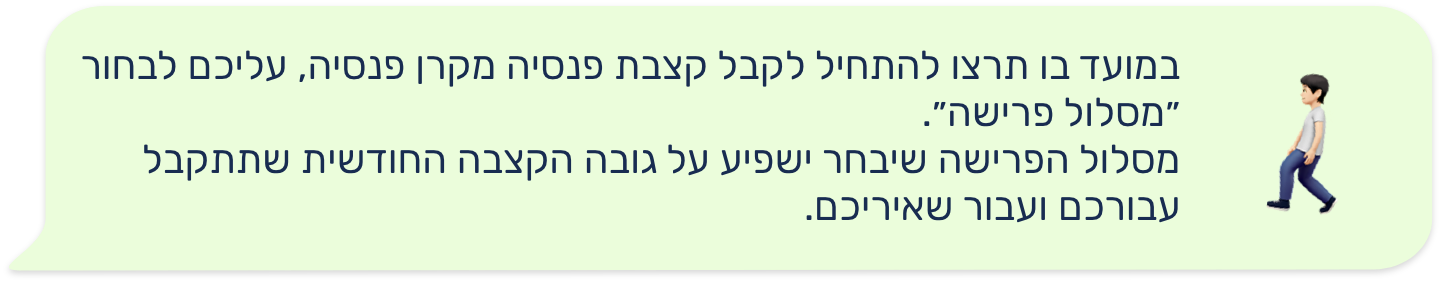 במועד בו תרצו להתחיל לקבל קצבת פנסיה מקרן פנסיה, עליכם לבחור
"מסלול פרישה".
מסלול הפרישה שיבחר ישפיע על גובה הקצבה החודשית שתתקבל
עבורכם ועבור שאיריכם.